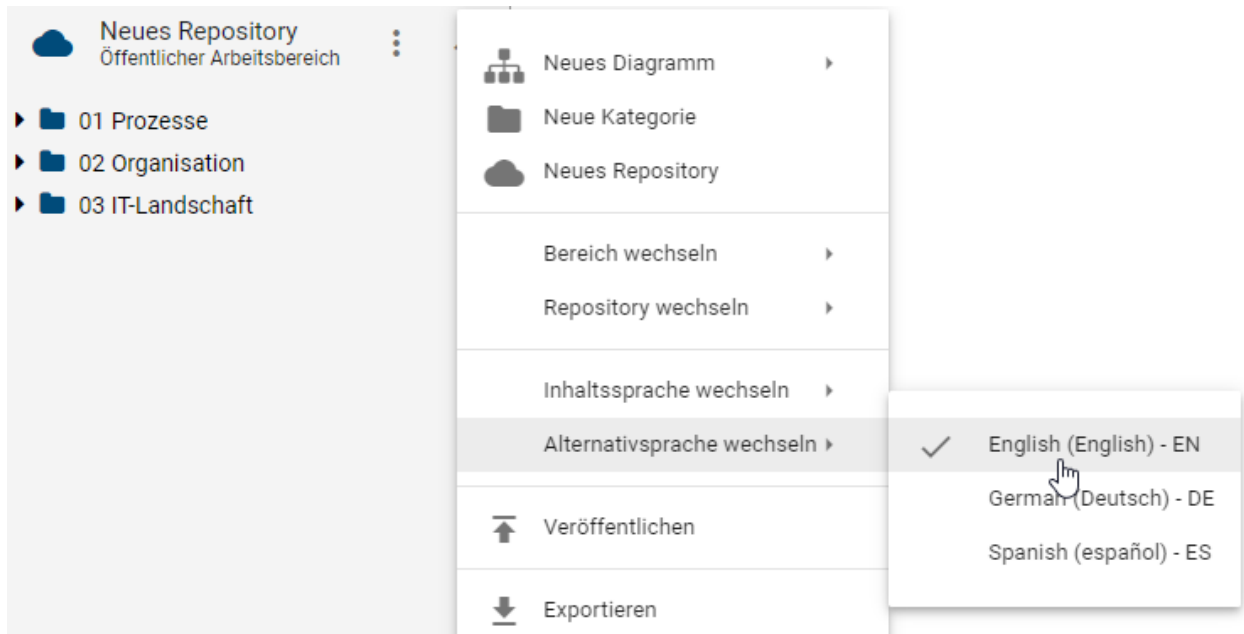 Neues Repository
Öffentlicher Arbeitsbereich
01 Prozesse
02 Organisation
03 IT-Landschaft
Neues Diagramm
Neue Kategorie
Neues Repository
Bereich wechseln
Repository wechseln
Inhaltssprache wechseln
Alternativsprache wechseln
English (English) - EN
German (Deutsch) - DE
Spanish (español) - ES
Veröffentlichen
Exportieren